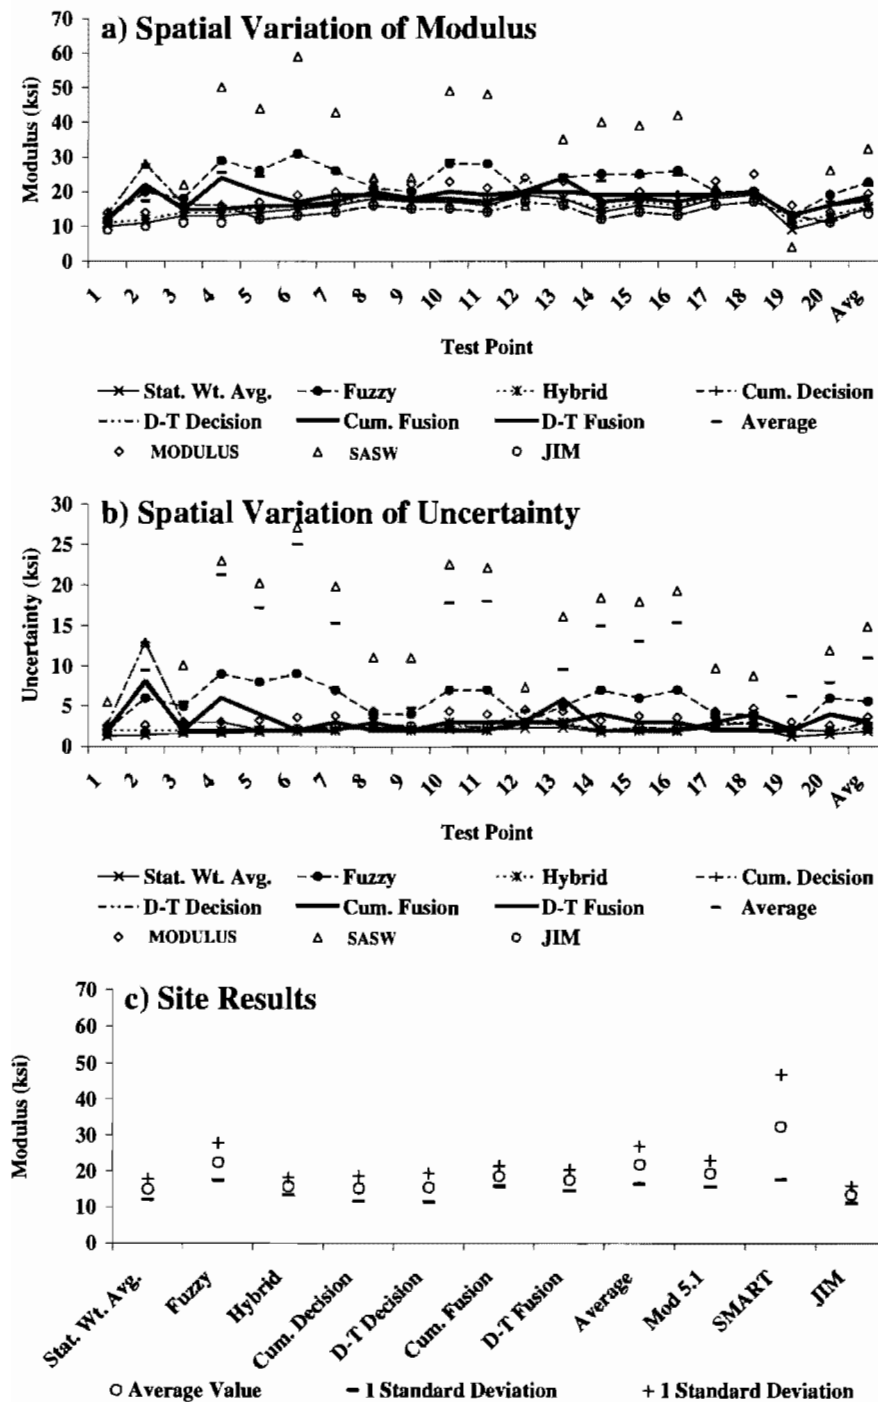 a) Spatial Variation of Modulus
70
60
50
40
30
20
10
0
Modulus (ksi)
1 2 3 4 5 6 7 8 9 10 11 12 13 14 15 16 17 18 19 20 Avg
Test Point
Stat. Wt. Avg. Fuzzy Hybrid Cum. Decision
D-T Decision Cum. Fusion D-T Fusion Average
MODULUS SASW JIM
b) Spatial Variation of Uncertainty
30
25
20
15
10
5
0
Uncertainty (ksi)
1 2 3 4 5 6 7 8 9 10 11 12 13 14 15 16 17 18 19 20 Avg
Test Point
Stat. Wt. Avg. Fuzzy Hybrid Cum. Decision
D-T Decision Cum. Fusion D-T Fusion Average
MODULUS SASW JIM
c) Site Results
70
60
50
40
30
20
10
0
Modulus (ksi)
Stat. Wt. Avg. Fuzzy Hybrid Cum. Decision D-T Decision Cum. Fusion D-T Fusion Average Mod 5.1 SMART JIM
Average Value - 1 Standard Deviation + 1 Standard Deviation